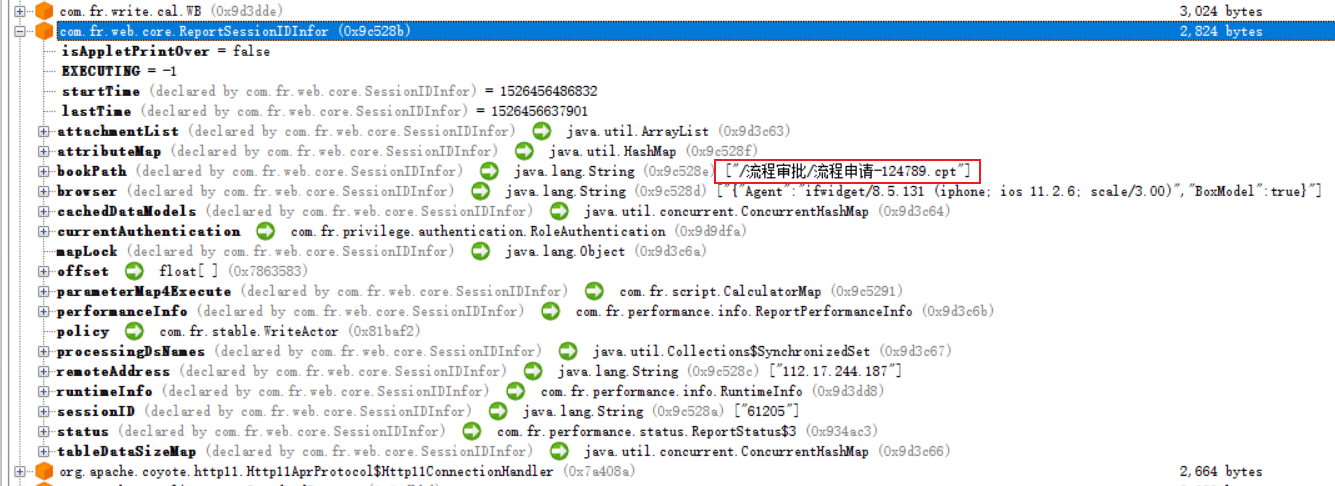 com.fr.write.cal.WB (0x9d3dde) 3,024 bytes
com.fr.web.core.ReportSessionIDInfor (0x9c528b) 2,824 bytes
isAppletPrintOver = false
EXECUTING = -1
startTime (declared by com.fr.web.core.SessionIDInfor) = 1526456486832
lastTime (declared by com.fr.web.core.SessionIDInfor) = 1526456637901
attachmentList (declared by com.fr.web.core.SessionIDInfor) java.util.ArrayList (0x9d3c63)
attributeMap (declared by com.fr.web.core.SessionIDInfor) java.util.HashMap (0x9c528f)
bookPath (declared by com.fr.web.core.SessionIDInfor) java.lang.String (0x9c528e) ["/流程审批/流程申请-124789.cpt"]
browser (declared by com.fr.web.core.SessionIDInfor) java.lang.String (0x9c528d) ["{"Agent":"ifwidget/8.5.131 (iphone; ios 11.2.6; scale/3.00)","BoxModel":true}"]
cachedDataModels (declared by com.fr.web.core.SessionIDInfor) java.util.concurrent.ConcurrentHashMap (0x9d3c64)
currentAuthentication com.fr.privilege.authentication.RoleAuthentication (0x9d9dfa)
mapLock (declared by com.fr.web.core.SessionIDInfor) java.lang.Object (0x9d3c6a)
offset float[ ] (0x7863583)
parameterMap4Execute (declared by com.fr.web.core.SessionIDInfor) com.fr.script.CalculatorMap (0x9c5291)
performanceInfo (declared by com.fr.web.core.SessionIDInfor) com.fr.performance.info.ReportPerformanceInfo (0x9d3c6b)
policy com.fr.stable.WriteActor (0x81baf2)
processingDsNames (declared by com.fr.web.core.SessionIDInfor) java.util.Collections$SynchronizedSet (0x9d3c67)
remoteAddress (declared by com.fr.web.core.SessionIDInfor) java.lang.String (0x9c528c) ["112.17.244.187"]
runtimeInfo (declared by com.fr.web.core.SessionIDInfor) com.fr.performance.info.RuntimeInfo (0x9d3dd8)
sessionID (declared by com.fr.web.core.SessionIDInfor) java.lang.String (0x9c528a) ["61205"]
status (declared by com.fr.web.core.SessionIDInfor) com.fr.performance.status.ReportStatus$3 (0x934ac3)
tableDataSizeMap (declared by com.fr.web.core.SessionIDInfor) java.util.concurrent.ConcurrentHashMap (0x9d3c66)
org.apache.coyote.http11.Http11AprProtocol$Http11ConnectionHandler (0x7a408a) 2,664 bytes